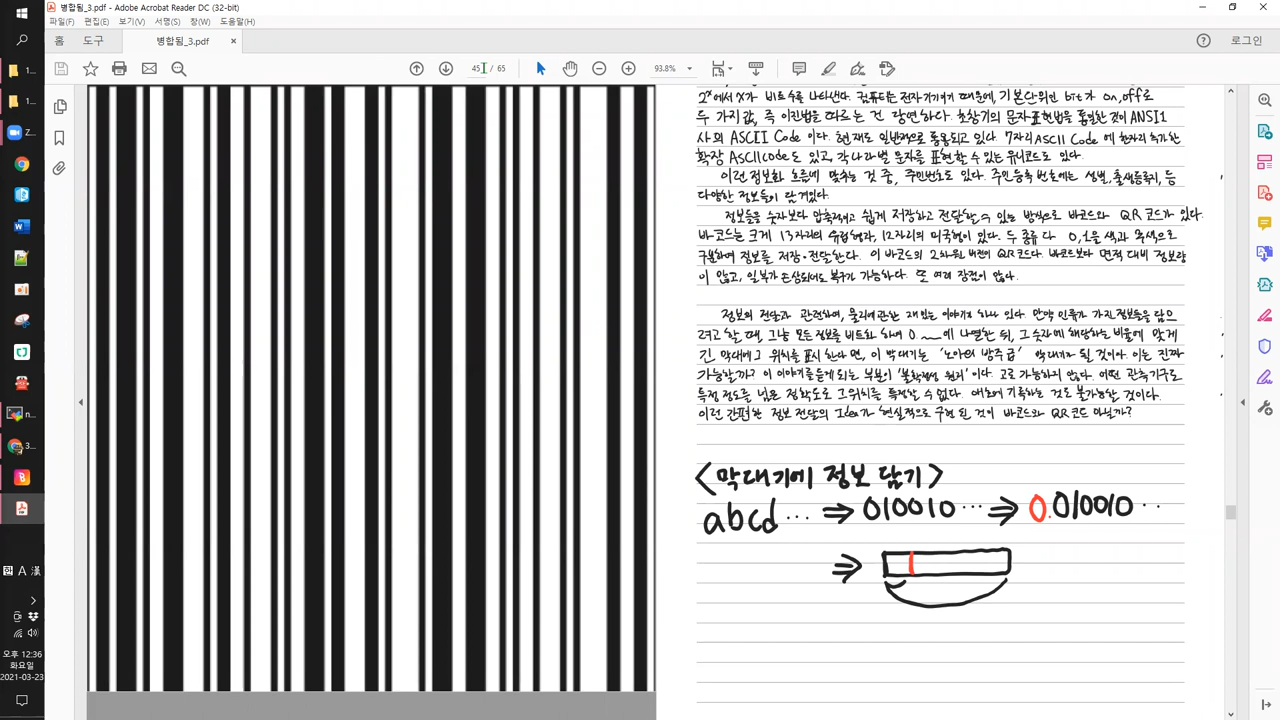 병합됨_3.pdf - Adobe Acrobat Reader DC (32-bit)
파일(F) 편집(E) 보기(V) 서명(S) 창(W) 도움말(H)
홈 도구 병합됨_3.pdf × 로그인
45 / 65 93.8%
2^x에서 x가 비트수를 나타낸다. 컴퓨터는 전자기기이기 때문에, 기본단위인 bit가 on, off로
두 가지 값, 즉 이진법을 따르는 건 당연하다. 초창기의 문자표현법을 통일한 것이 ANSI
사의 ASCII Code 이다. 현재도 일반적으로 통용되고 있다. 7자리 ASCII Code 에 한자리 추가한
확장 ASCII code도 있고, 각 나라별 문자를 표현할 수 있는 유니코드도 있다.
이런 정보화 흐름에 맞추는 것 중, 주민번호도 있다. 주민등록 번호에는 성별, 출생등록지, 등
다양한 정보들이 담겨있다.
정보들을 숫자보다 압축적이고 쉽게 저장하고 전달할 수 있는 방식으로 바코드와 QR 코드가 있다.
바코드는 크게 13자리의 유럽형과, 12자리의 미국형이 있다. 두 종류 다 0, 1을 색과 흑색으로
구분하여 정보를 저장·전달한다. 이 바코드의 2차원 버전이 QR코드다. 바코드보다 면적 대비 정보량
이 많고, 일부가 손상되어도 복구가 가능하다. 또 여러 장점이 많다.
정보의 전달과 관련하여, 물리에 관한 재밌는 이야기가 하나 있다. 만약 인류가 가진 정보들을 담으
려고 할 때, 그냥 모든 정보를 비트화 하여 0. 에 나열한 뒤, 그 숫자에 해당하는 비율에 맞게
긴 막대에 그 위치를 표시 한다면, 이 막대기는 '노아의 방주급' 막대기가 될 것이다. 이는 진짜
가능할까? 이 이야기를 듣게 되는 부분이 '불확정성 원리' 이다. 고로 가능하지 않다. 어떤 관측기구로
특정 정도를 넘은 정확도로 그 위치를 특정할 수 없다. 애초에 기록하는 것도 불가능할 것이다.
이런 간편한 정보 전달의 Idea가 현실적으로 구현 된 것이 바코드와 QR 코드 아닐까?
<막대기에 정보 담기>
abcd ··· ⇒ 010010 ··· ⇒ 0.010010 ··
⇒
1...
1...
Z...
n...
3...
한 A 漢
오후 12:36
화요일
2021-03-23